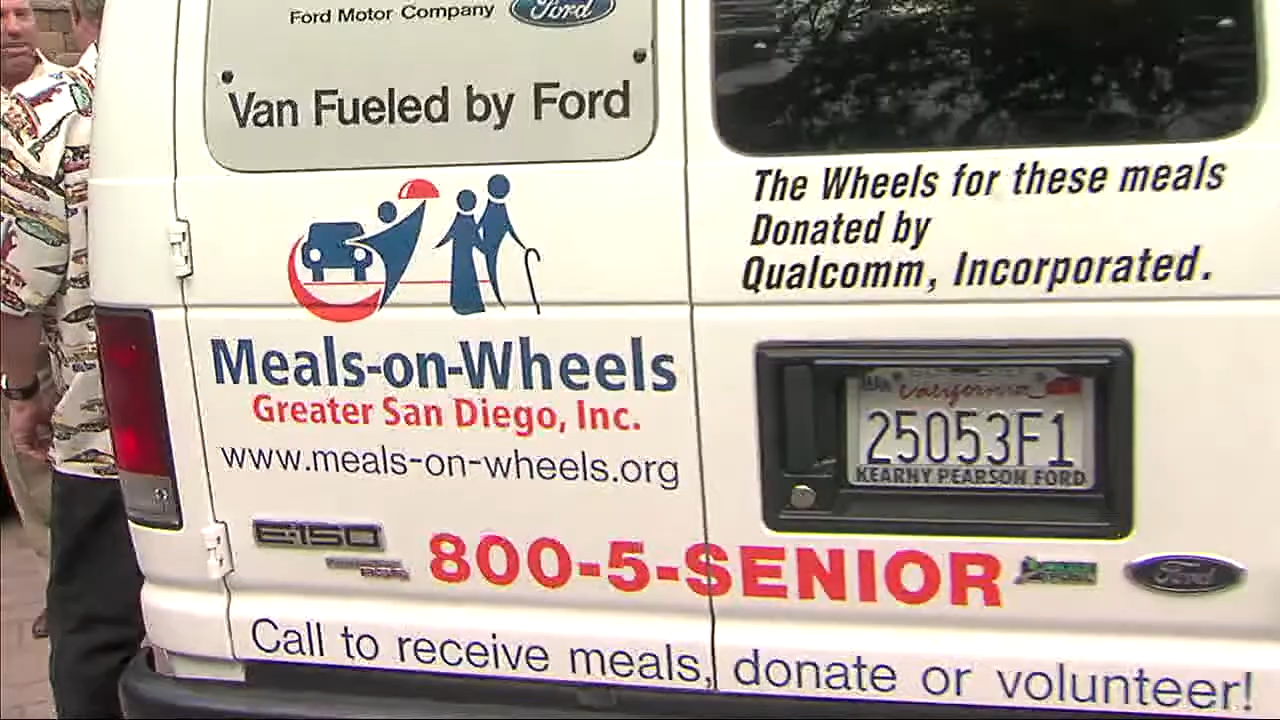 Ford Motor Company Ford
Van Fueled by Ford
The Wheels for these meals
Donated by
Qualcomm, Incorporated.
Meals-on-Wheels
Greater San Diego, Inc.
www.meals-on-wheels.org
California
25053F1
KEARNY PEARSON FORD
E-150
800-5-SENIOR
Ford
Call to receive meals, donate or volunteer!